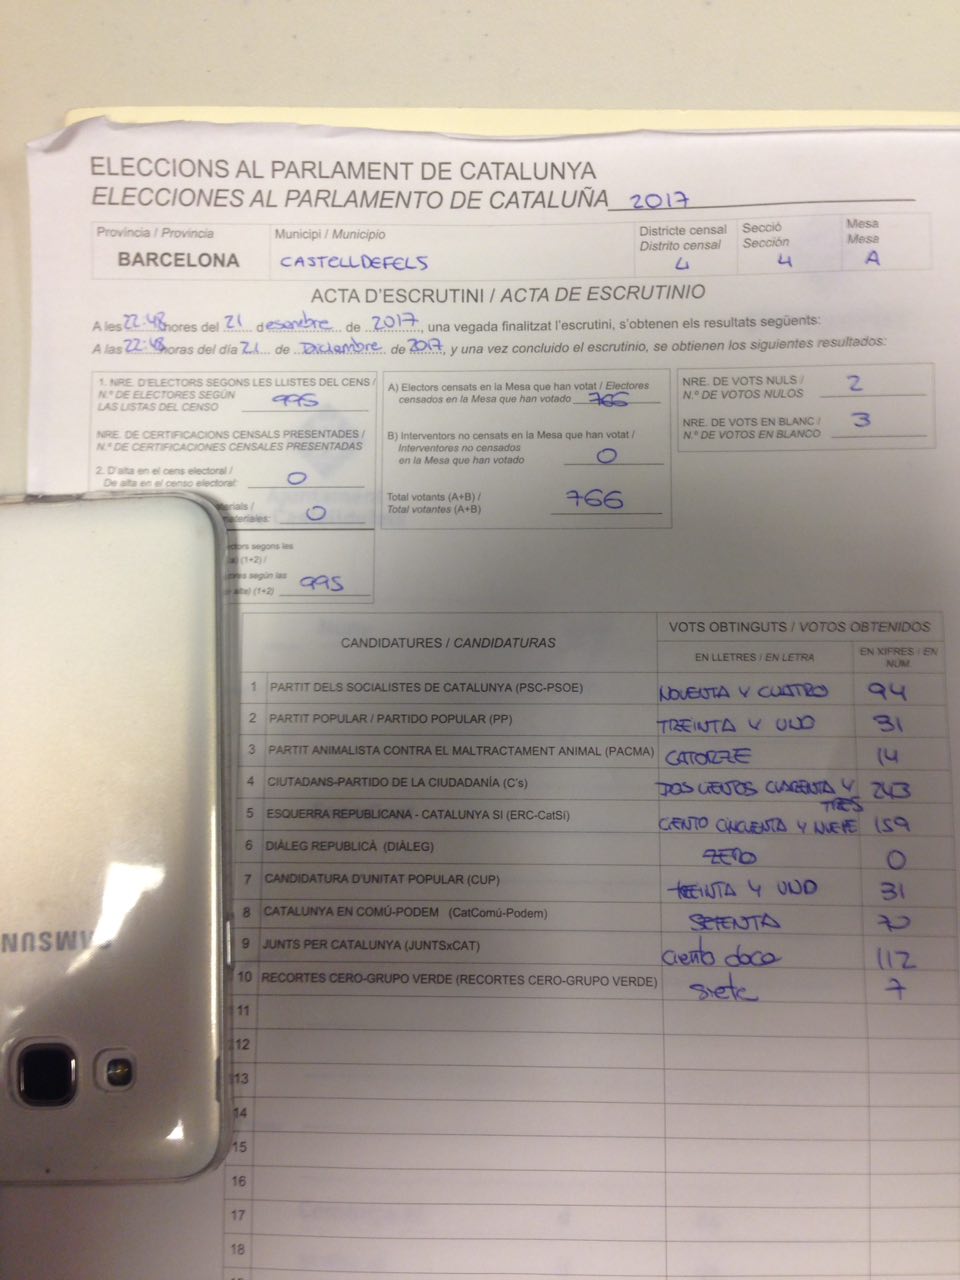 ELECCIONS AL PARLAMENT DE CATALUNYA
ELECCIONES AL PARLAMENTO DE CATALUÑA 2017
Província / Provincia
BARCELONA
Municipi / Municipio
CASTELLDEFELS
Districte censal
Distrito censal
4
Secció
Sección
4
Mesa
Mesa
A
ACTA D'ESCRUTINI / ACTA DE ESCRUTINIO
A les 22:48 hores del 21 desembre de 2017, una vegada finalitzat l'escrutini, s'obtenen els resultats següents:
A las 22:48 horas del día 21 de Diciembre de 2017, y una vez concluido el escrutinio, se obtienen los siguientes resultados:
1. NRE. D'ELECTORS SEGONS LES LLISTES DEL CENS /
N.º DE ELECTORES SEGÚN
LAS LISTAS DEL CENSO 995
NRE. DE CERTIFICACIONS CENSALS PRESENTADES /
N.º DE CERTIFICACIONES CENSALES PRESENTADAS
2. D'alta en el cens electoral /
De alta en el censo electoral: 0
aterials /
materiales: 0
ectors segons les
(1+2) /
ores según las
alta) (1+2) 995
A) Electors censats en la Mesa que han votat / Electores
censados en la Mesa que han votado 766
B) Interventors no censats en la Mesa que han votat /
Interventores no censados
en la Mesa que han votado 0
Total votants (A+B) /
Total votantes (A+B) 766
NRE. DE VOTS NULS /
N.º DE VOTOS NULOS 2
NRE. DE VOTS EN BLANC /
N.º DE VOTOS EN BLANCO 3
CANDIDATURES / CANDIDATURAS
VOTS OBTINGUTS / VOTOS OBTENIDOS
EN LLETRES / EN LETRA
EN XIFRES / EN
NÚM.
1 PARTIT DELS SOCIALISTES DE CATALUNYA (PSC-PSOE) NOVENTA Y CUATRO 94
2 PARTIT POPULAR / PARTIDO POPULAR (PP) TREINTA Y UNO 31
3 PARTIT ANIMALISTA CONTRA EL MALTRACTAMENT ANIMAL (PACMA) CATORZE 14
4 CIUTADANS-PARTIDO DE LA CIUDADANÍA (C's) DOS CIENTOS CUARENTA Y TRES 243
5 ESQUERRA REPUBLICANA - CATALUNYA SI (ERC-CatSí) CIENTO CINCUENTA Y NUEVE 159
6 DIÀLEG REPUBLICÀ (DIÀLEG) ZERO 0
7 CANDIDATURA D'UNITAT POPULAR (CUP) TREINTA Y UNO 31
8 CATALUNYA EN COMÚ-PODEM (CatComú-Podem) SETENTA 70
9 JUNTS PER CATALUNYA (JUNTSxCAT) ciento doce 112
10 RECORTES CERO-GRUPO VERDE (RECORTES CERO-GRUPO VERDE) siete 7
11
12
13
14
15
16
17
18
SAMSUN